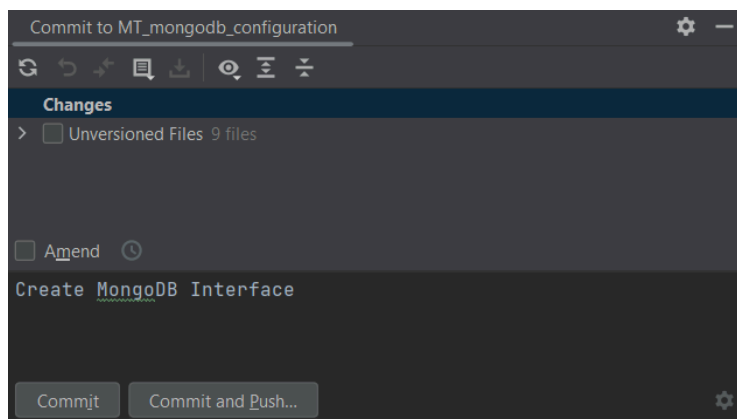 Commit to MT_mongodb_configuration
Changes
Unversioned Files 9 files
Amend
Create MongoDB Interface
Commit
Commit and Push...